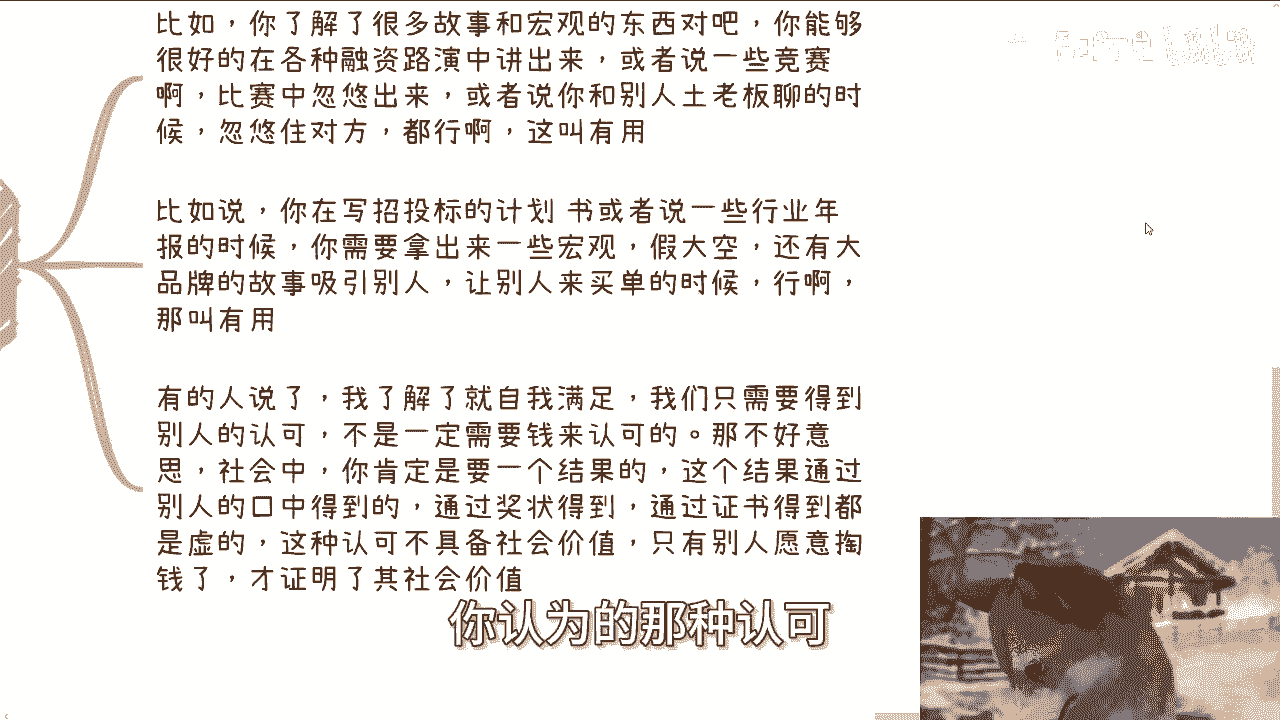 比如，你了解了很多故事和宏观的东西对吧，你能够
很好的在各种融资路演中讲出来，或者说一些竞赛
啊，比赛中忽悠出来，或者说你和别人土老板聊的时
候，忽悠住对方，都行啊，这叫有用
比如说，你在写招投标的计划 书或者说一些行业年
报的时候，你需要拿出来一些宏观，假大空，还有大
品牌的故事吸引别人，让别人来买单的时候，行啊，
那叫有用
有的人说了，我了解了就自我满足，我们只需要得到
别人的认可，不是一定需要钱来认可的。那不好意
思，社会中，你肯定是要一个结果的，这个结果通过
别人的口中得到的，通过奖状得到，通过证书得到都
是虚的，这种认可不具备社会价值，只有别人愿意掏
钱了，才证明了其社会价值
你认为的那种认可